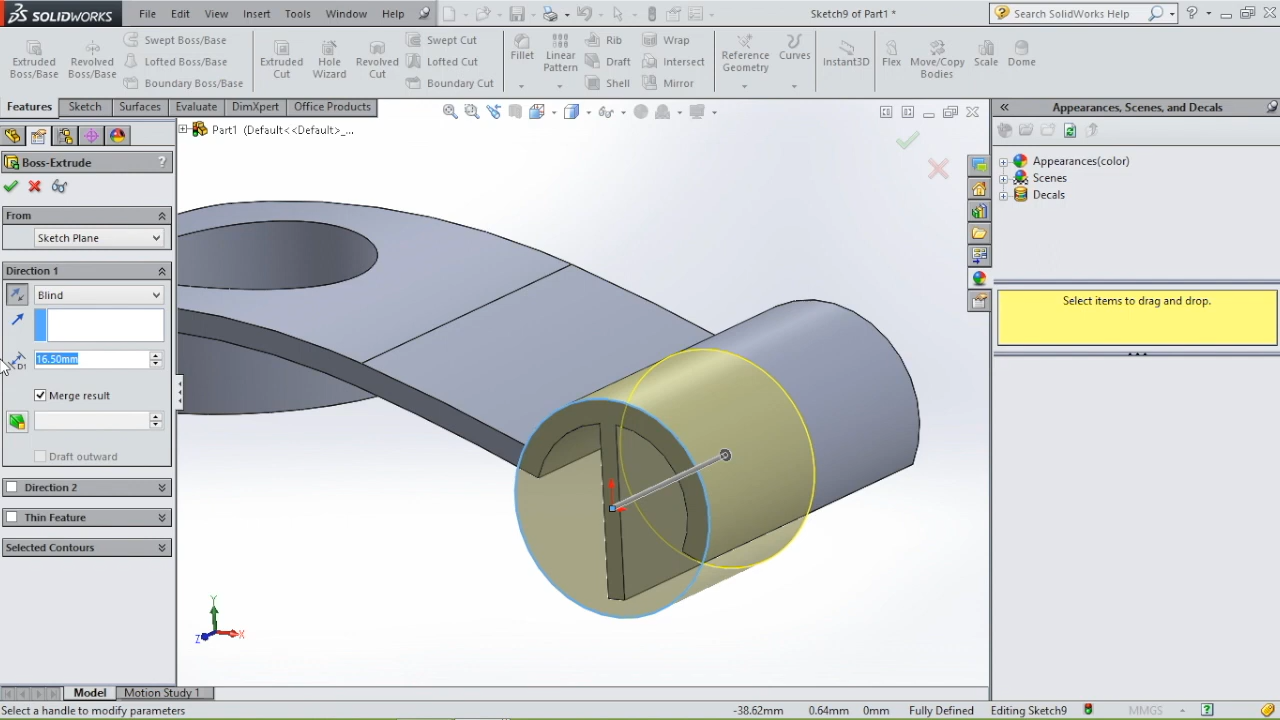 SOLIDWORKS File Edit View Insert Tools Window Help Sketch9 of Part1 * Search SolidWorks Help
Extruded Boss/Base
Revolved Boss/Base
Swept Boss/Base
Lofted Boss/Base
Boundary Boss/Base
Extruded Cut
Hole Wizard
Revolved Cut
Swept Cut
Lofted Cut
Boundary Cut
Fillet
Linear Pattern
Rib
Draft
Shell
Wrap
Intersect
Mirror
Reference Geometry
Curves
Instant3D
Flex
Move/Copy Bodies
Scale
Dome
Features Sketch Surfaces Evaluate DimXpert Office Products
Appearances, Scenes, and Decals
Part1 (Default<<Default>_...
Boss-Extrude ?
From
Sketch Plane
Direction 1
Blind
D1
16.50mm
Merge result
Draft outward
Direction 2
Thin Feature
Selected Contours
Appearances(color)
Scenes
Decals
Select items to drag and drop.
Y
Z X
Model Motion Study 1
Select a handle to modify parameters -38.62mm 0.64mm 0mm Fully Defined Editing Sketch9 MMGS